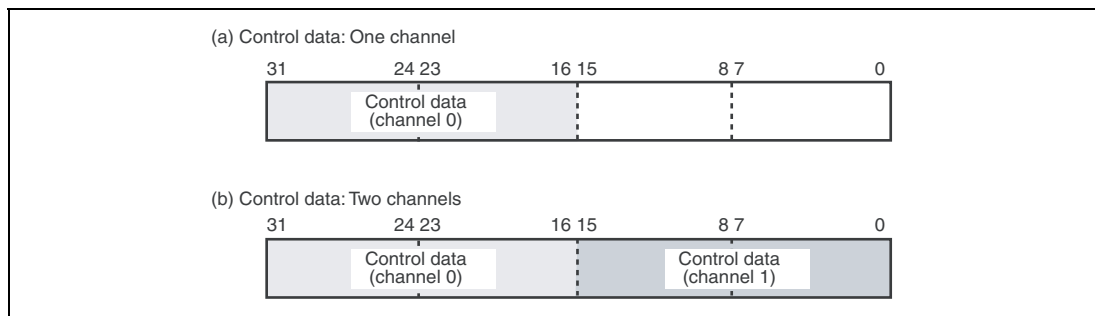 (a) Control data: One channel
31 24 23 16 15 8 7 0
Control data
(channel 0)
(b) Control data: Two channels
31 24 23 16 15 8 7 0
Control data Control data
(channel 0) (channel 1)